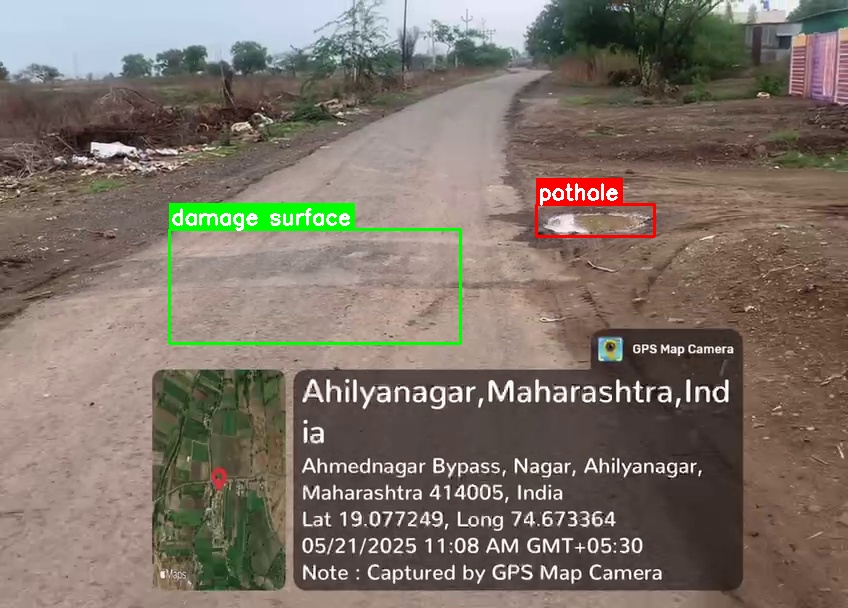 pothole
damage surface
GPS Map Camera
Ahilyanagar,Maharashtra,Ind
ia
Ahmednagar Bypass, Nagar, Ahilyanagar,
Maharashtra 414005, India
Lat 19.077249, Long 74.673364
05/21/2025 11:08 AM GMT+05:30
Note : Captured by GPS Map Camera
Maps